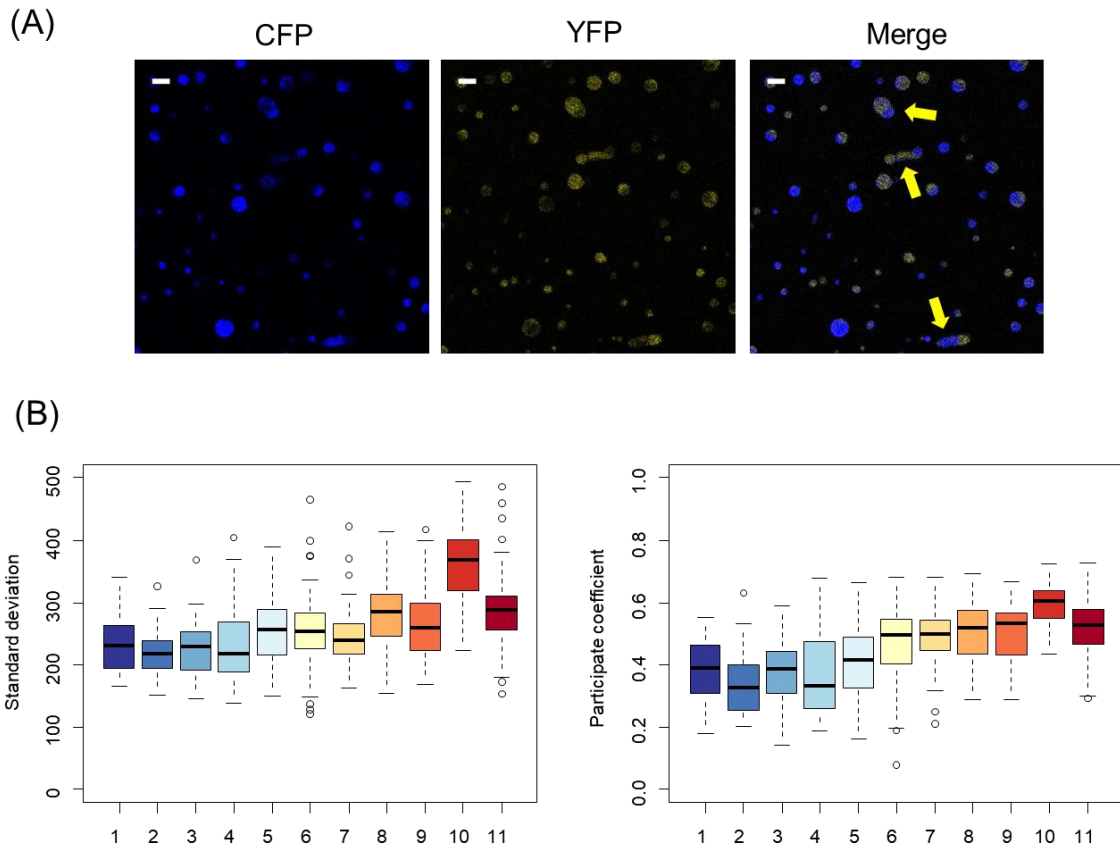 (A)
CFP YFP Merge
(B)
Standard deviation
0 100 200 300 400 500
1 2 3 4 5 6 7 8 9 10 11
Participate coefficient
0.0 0.2 0.4 0.6 0.8 1.0
1 2 3 4 5 6 7 8 9 10 11